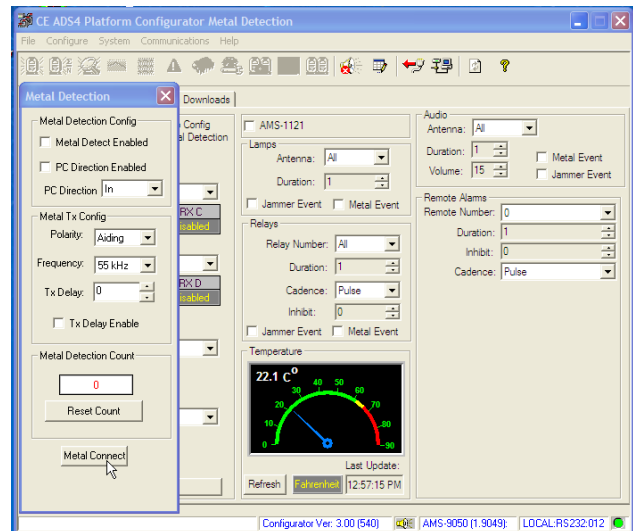 CE ADS4 Platform Configurator Metal Detection
File Configure System Communications Help
Metal Detection
Metal Detection Config
Metal Detect Enabled
PC Direction Enabled
PC Direction In
Metal Tx Config
Polarity: Aiding
Frequency: 55 kHz
Tx Delay: 0
Tx Delay Enable
Metal Detection Count
0
Reset Count
Metal Connect
Downloads
Config
Detection
RX C
RX D
AMS-1121
Lamps
Antenna: All
Duration: 1
Jammer Event Metal Event
Relays
Relay Number: All
Duration: 1
Cadence: Pulse
Inhibit: 0
Jammer Event Metal Event
Temperature
22.1 C°
0 10 20 30 40 50 60 70 80 90
Last Update:
Refresh Fahrenheit 12:57:15 PM
Audio
Antenna: All
Duration: 1
Volume: 15
Metal Event
Jammer Event
Remote Alarms
Remote Number: 0
Duration: 1
Inhibit: 0
Cadence: Pulse
Configurator Ver: 3.00 (540) AMS-9050 (1.9049): LOCAL:RS232:012